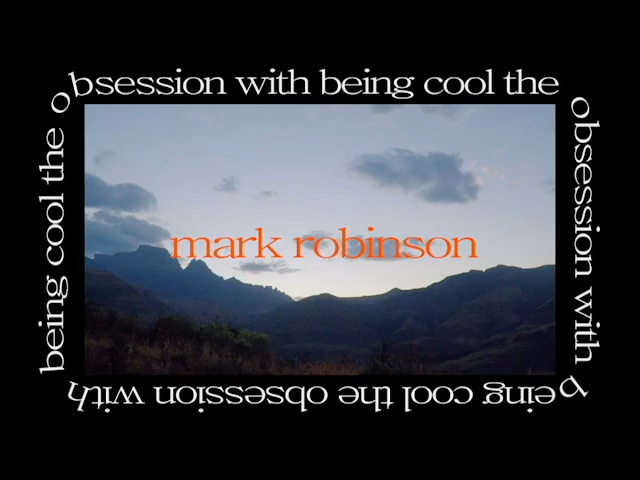 obsession with being cool the
obsession with
being cool the obsession with
being cool the
mark robinson